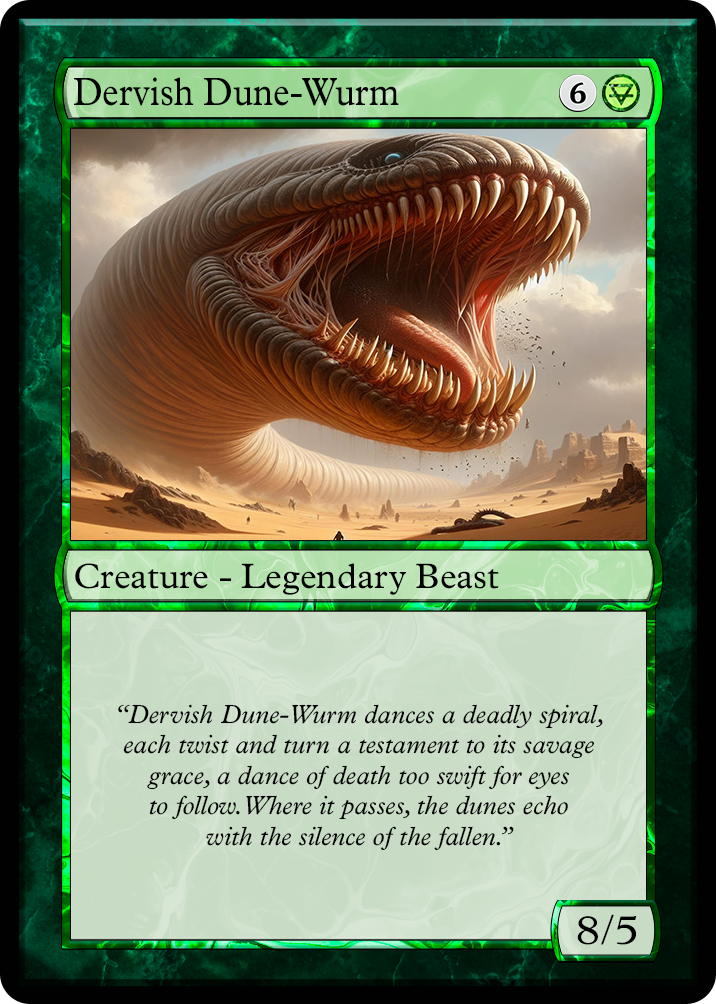 Dervish Dune-Wurm 6
Creature - Legendary Beast
“Dervish Dune-Wurm dances a deadly spiral,
each twist and turn a testament to its savage
grace, a dance of death too swift for eyes
to follow. Where it passes, the dunes echo
with the silence of the fallen.”
8/5